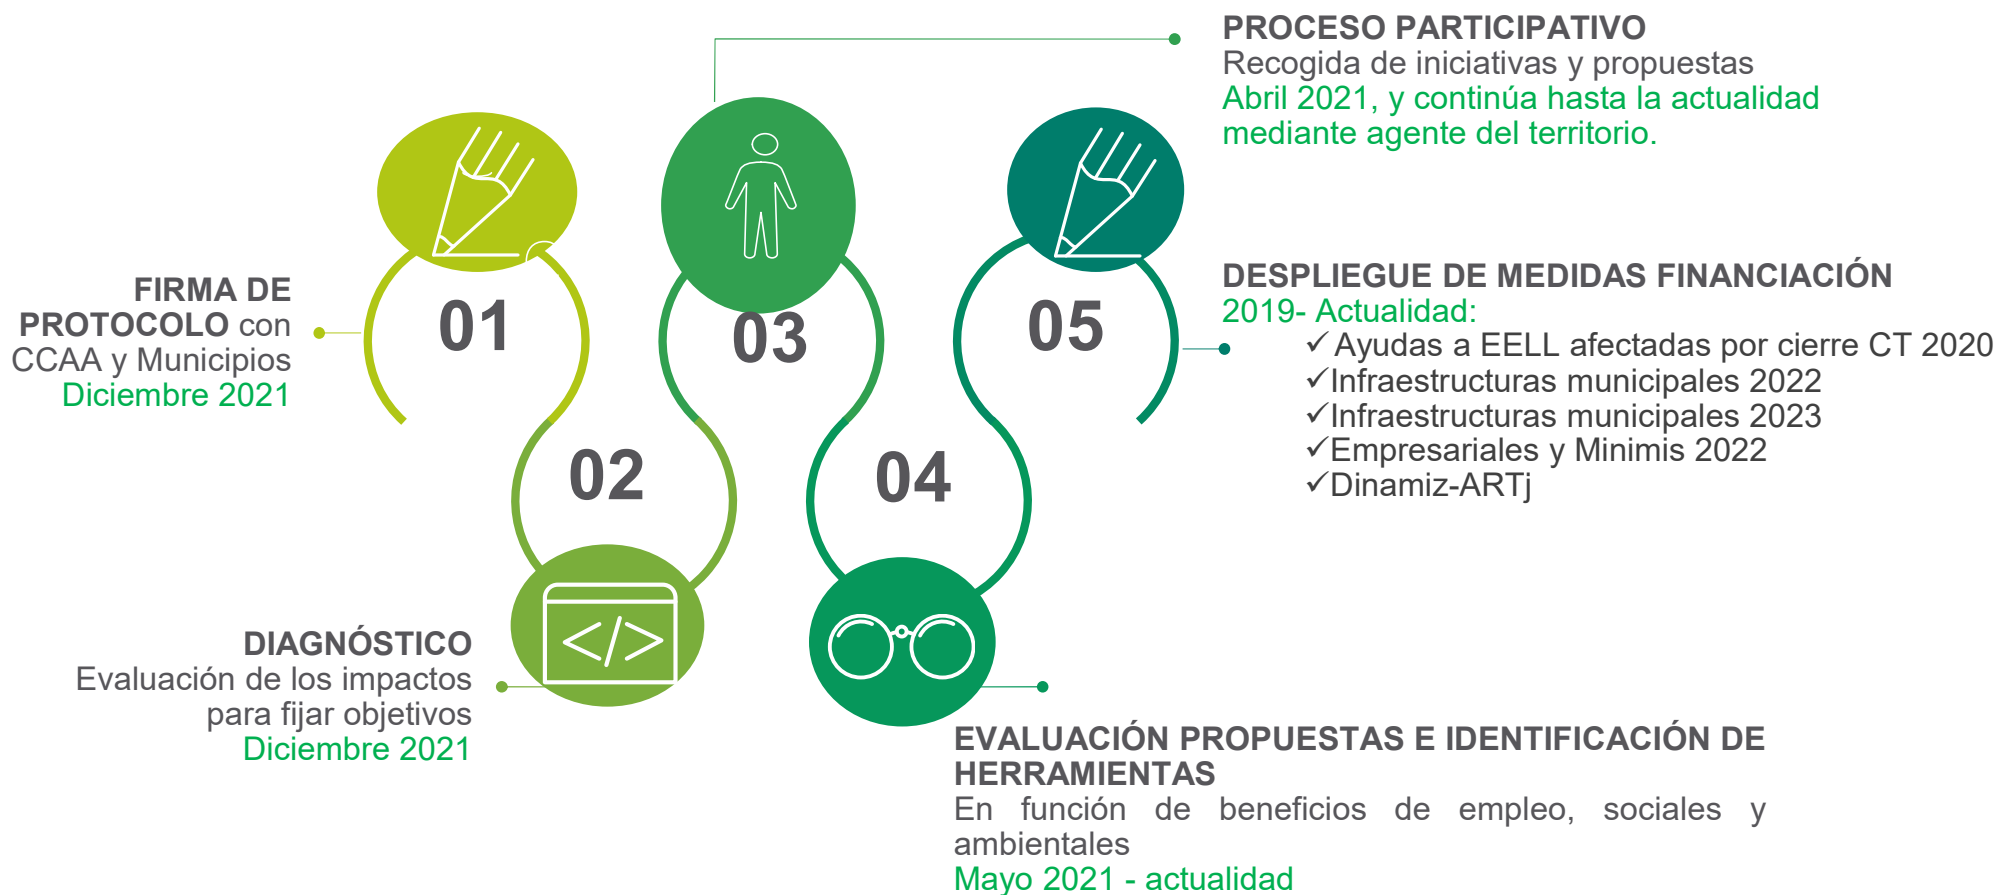 01
FIRMA DE
PROTOCOLO con
CCAA y Municipios
Diciembre 2021
02
</>
DIAGNÓSTICO
Evaluación de los impactos
para fijar objetivos
Diciembre 2021
03
PROCESO PARTICIPATIVO
Recogida de iniciativas y propuestas
Abril 2021, y continúa hasta la actualidad
mediante agente del territorio.
04
EVALUACIÓN PROPUESTAS E IDENTIFICACIÓN DE
HERRAMIENTAS
En función de beneficios de empleo, sociales y
ambientales
Mayo 2021 - actualidad
05
DESPLIEGUE DE MEDIDAS FINANCIACIÓN
2019- Actualidad:
✓Ayudas a EELL afectadas por cierre CT 2020
✓Infraestructuras municipales 2022
✓Infraestructuras municipales 2023
✓Empresariales y Minimis 2022
✓Dinamiz-ARTj